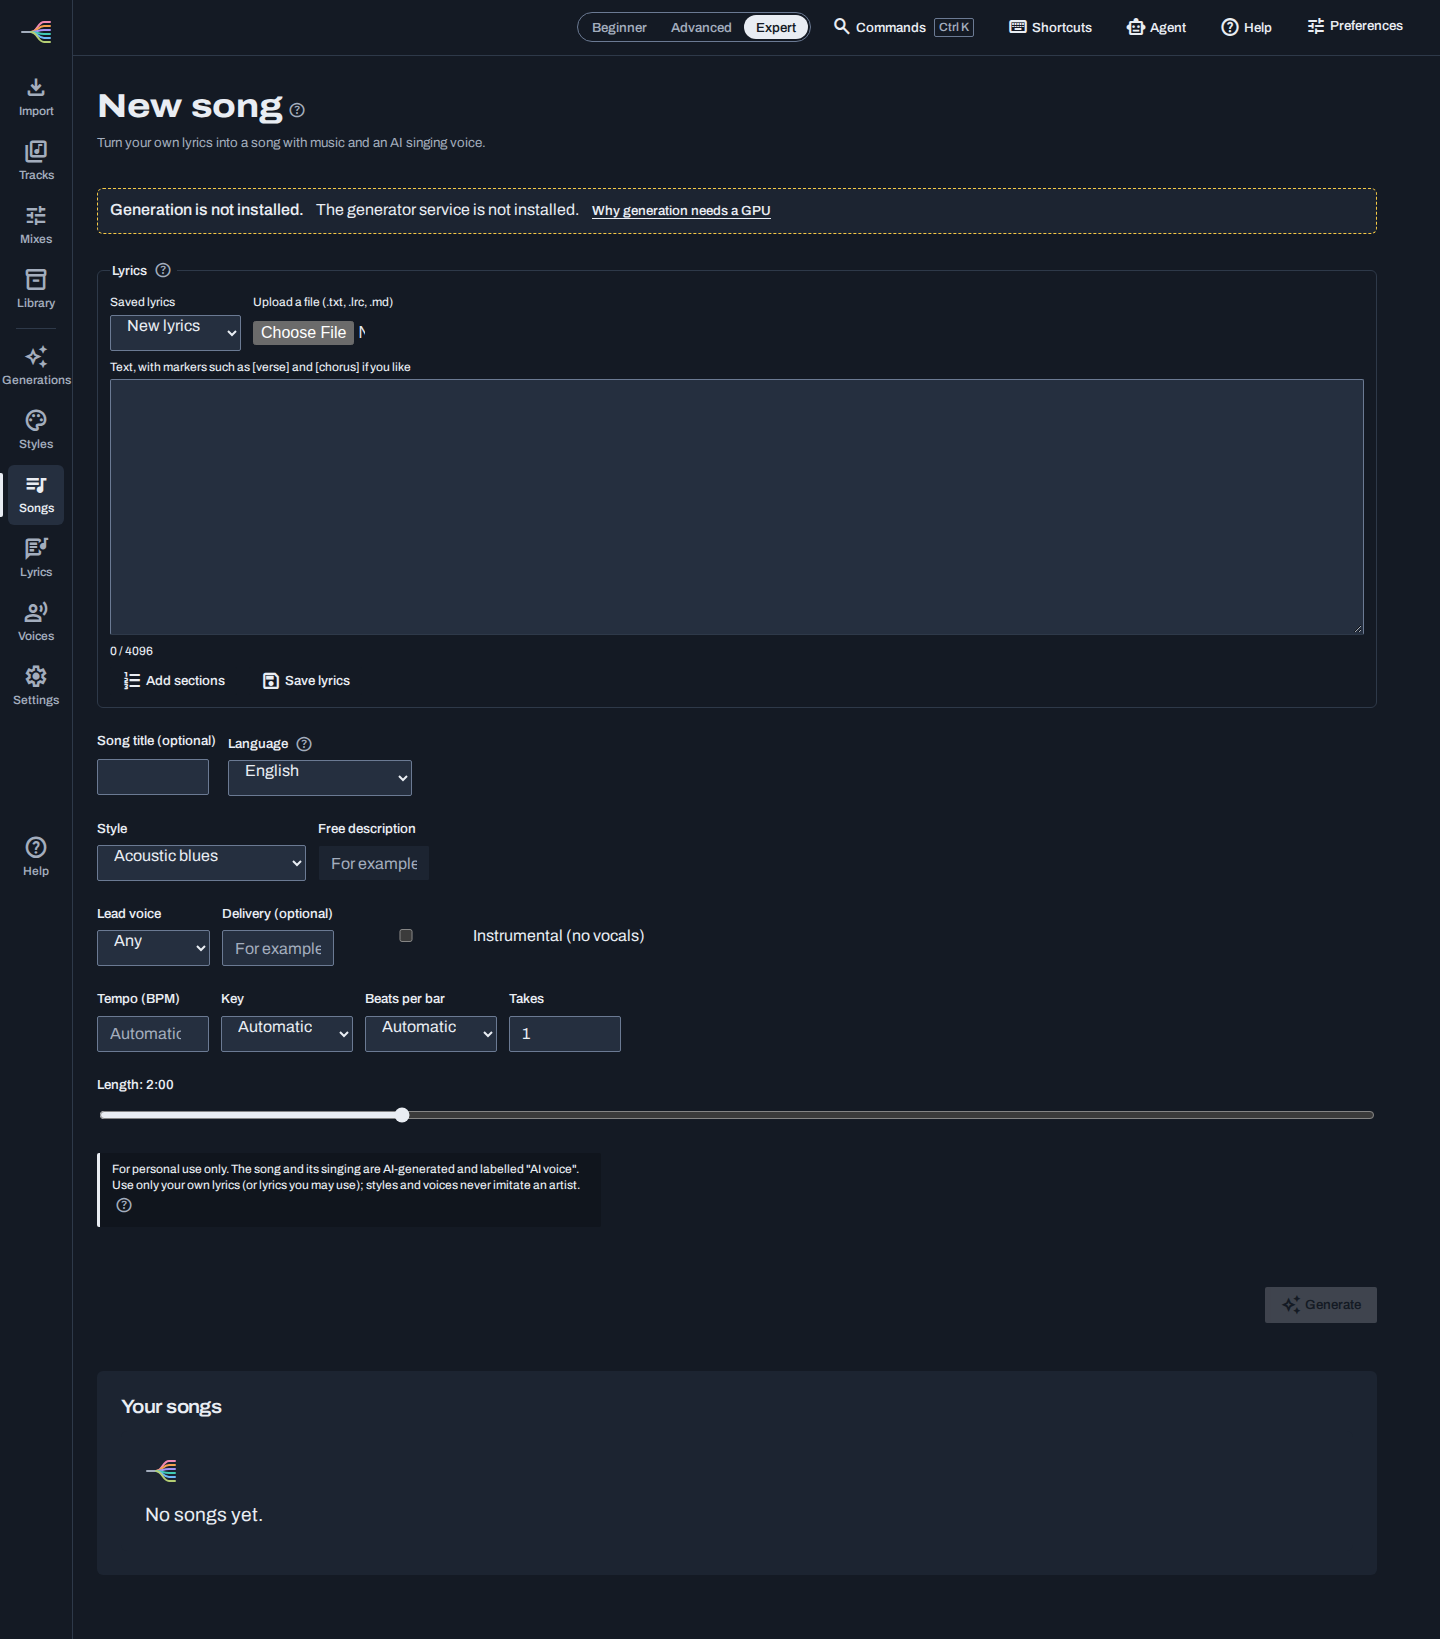 Beginner Advanced Expert Commands Ctrl K Shortcuts Agent Help Preferences
Import
Tracks
Mixes
Library
Generations
Styles
Songs
Lyrics
Voices
Settings
Help
New song
Turn your own lyrics into a song with music and an AI singing voice.
Generation is not installed. The generator service is not installed. Why generation needs a GPU
Lyrics
Saved lyrics Upload a file (.txt, .lrc, .md)
New lyrics Choose File
Text, with markers such as [verse] and [chorus] if you like
0 / 4096
Add sections Save lyrics
Song title (optional) Language
English
Style Free description
Acoustic blues For example
Lead voice Delivery (optional)
Any For example Instrumental (no vocals)
Tempo (BPM) Key Beats per bar Takes
Automatic Automatic Automatic 1
Length: 2:00
For personal use only. The song and its singing are AI-generated and labelled "AI voice".
Use only your own lyrics (or lyrics you may use); styles and voices never imitate an artist.
Generate
Your songs
No songs yet.